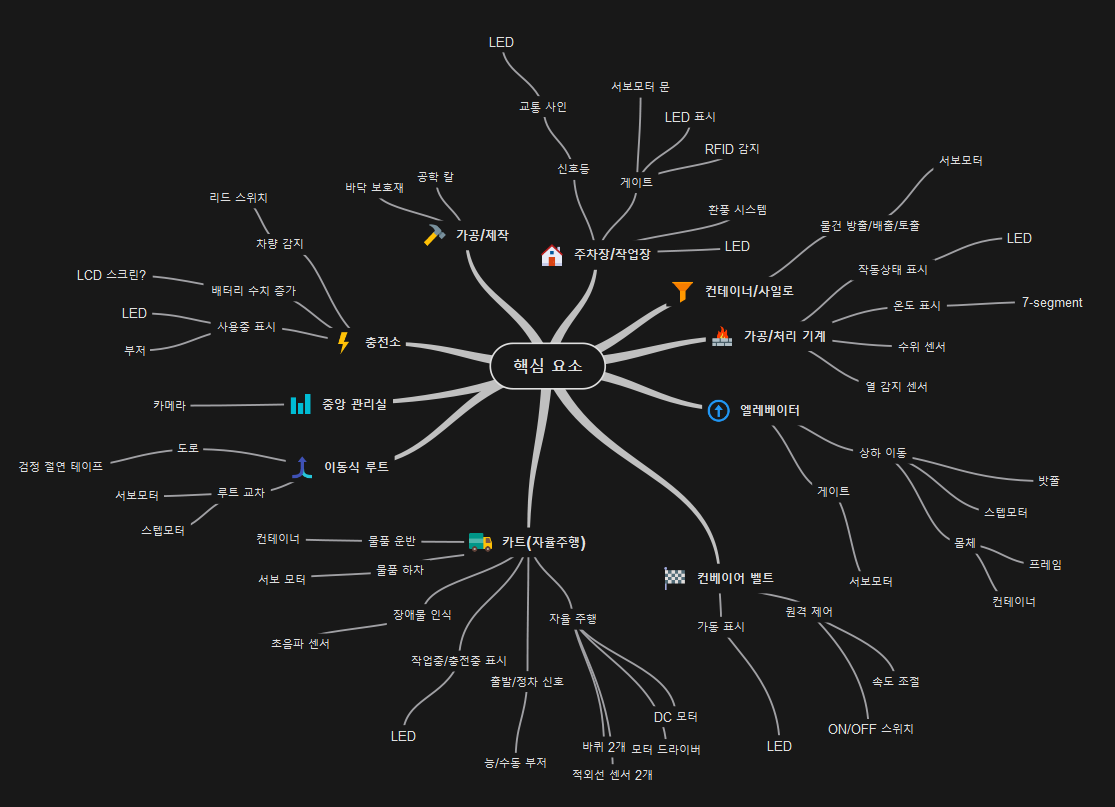 핵심 요소
주차장/작업장
신호등
교통 사인
LED
게이트
서보모터 문
LED 표시
RFID 감지
환풍 시스템
LED
컨테이너/사일로
물건 방출/배출/토출
서보모터
가공/처리 기계
작동상태 표시
LED
온도 표시
7-segment
수위 센서
열 감지 센서
엘레베이터
상하 이동
밧줄
스텝모터
몸체
프레임
컨테이너
게이트
서보모터
컨베이어 벨트
원격 제어
속도 조절
ON/OFF 스위치
가동 표시
LED
카트(자율주행)
자율 주행
DC 모터
모터 드라이버
바퀴 2개
적외선 센서 2개
출발/정차 신호
능/수동 부저
작업중/충전중 표시
LED
장애물 인식
초음파 센서
물품 하차
서보 모터
물품 운반
컨테이너
이동식 루트
도로
검정 절연 테이프
루트 교차
서보모터
스텝모터
중앙 관리실
카메라
충전소
차량 감지
리드 스위치
배터리 수치 증가
LCD 스크린?
사용중 표시
LED
부저
가공/제작
바닥 보호재
공학 칼